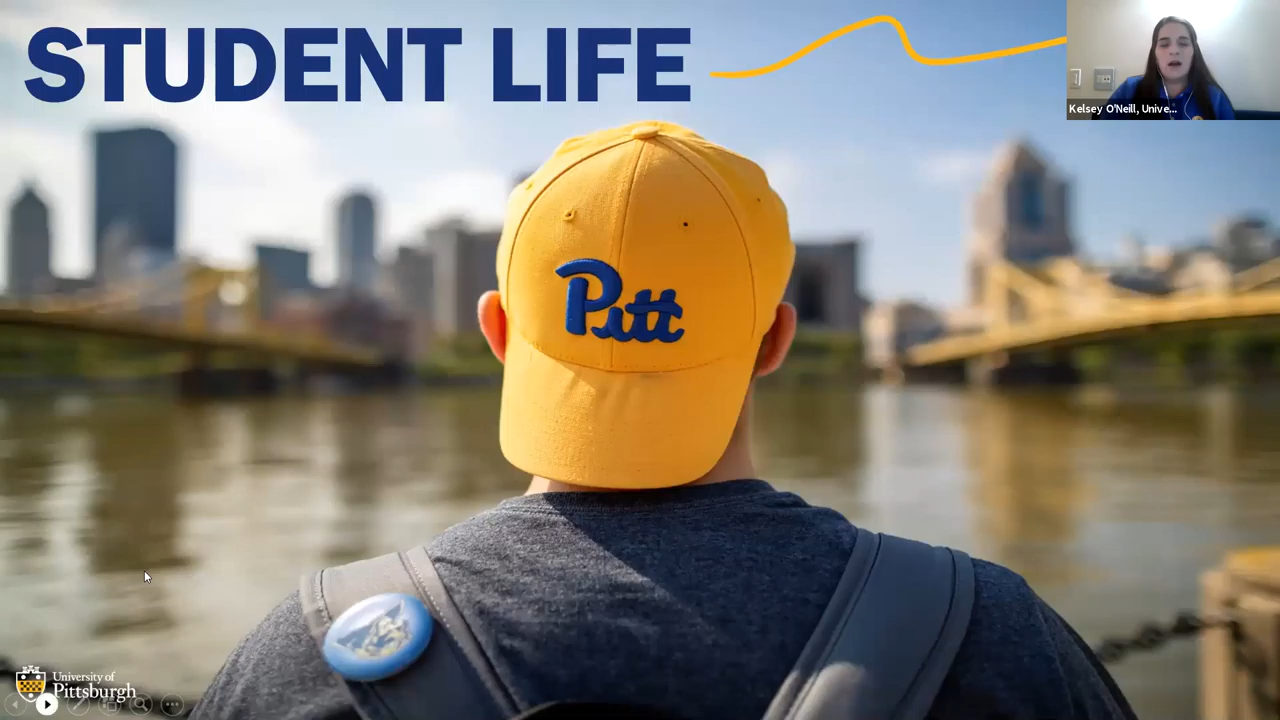 STUDENT LIFE
Kelsey O'Neill, Unive...
Pitt
University of
Pittsburgh